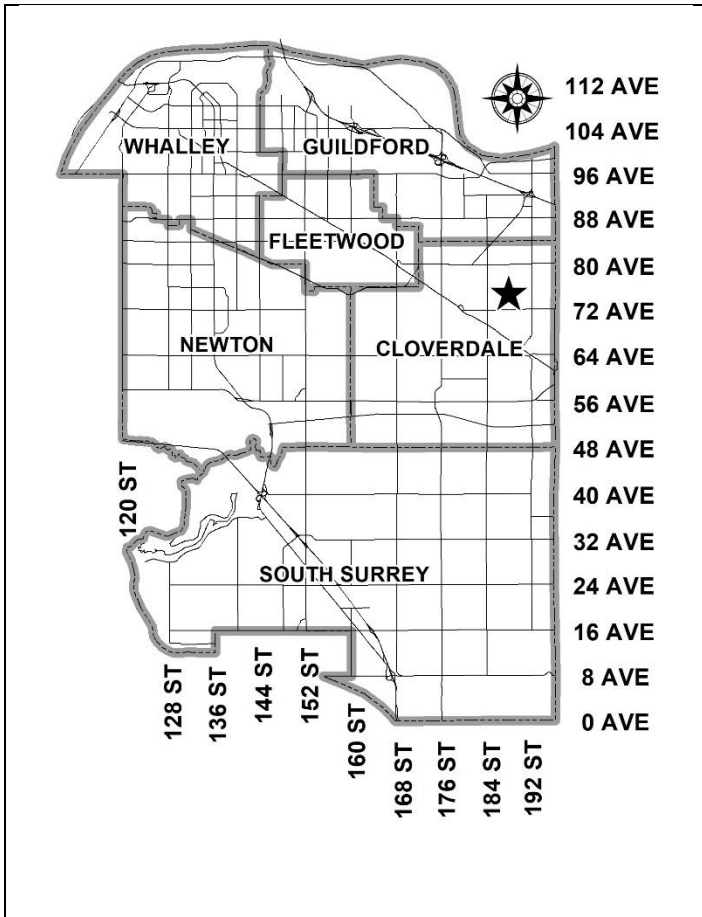 112 AVE
104 AVE
WHALLEY
GUILDFORD
96 AVE
88 AVE
FLEETWOOD
80 AVE
72 AVE
NEWTON
CLOVERDALE
64 AVE
56 AVE
48 AVE
120 ST
40 AVE
32 AVE
SOUTH SURREY
24 AVE
16 AVE
8 AVE
0 AVE
128 ST
136 ST
144 ST
152 ST
160 ST
168 ST
176 ST
184 ST
192 ST